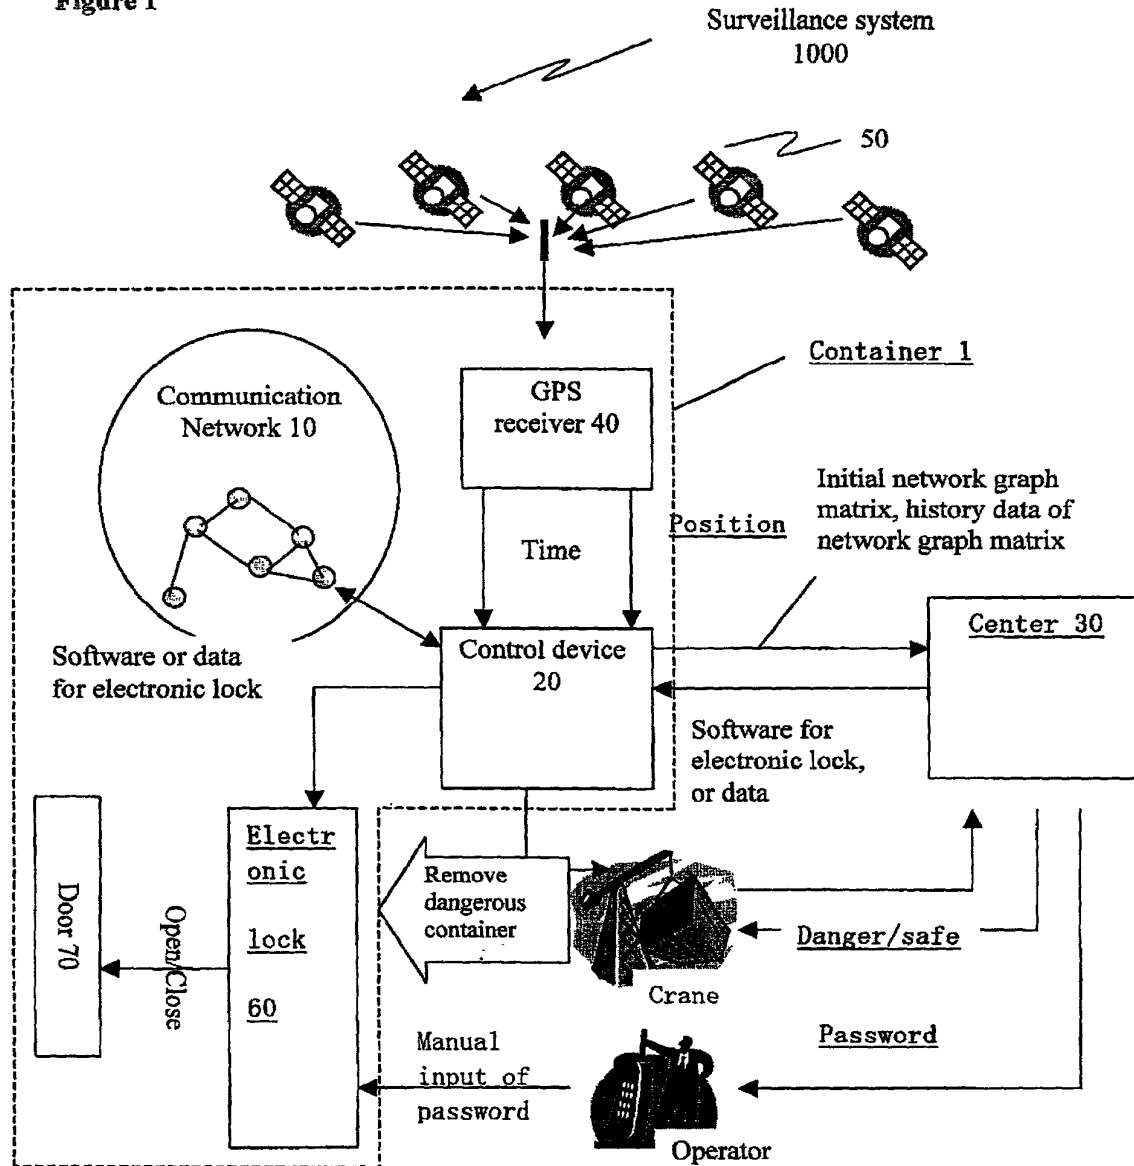 Figure 1
Surveillance system
1000
50
Container 1
Communication
Network 10
GPS
receiver 40
Initial network graph
matrix, history data of
network graph matrix
Position
Time
Center 30
Control device
20
Software or data
for electronic lock
Software for
electronic lock,
or data
Electr
onic
lock
60
Door 70
Open/Close
Remove
dangerous
container
Danger/safe
Crane
Password
Manual
input of
password
Operator